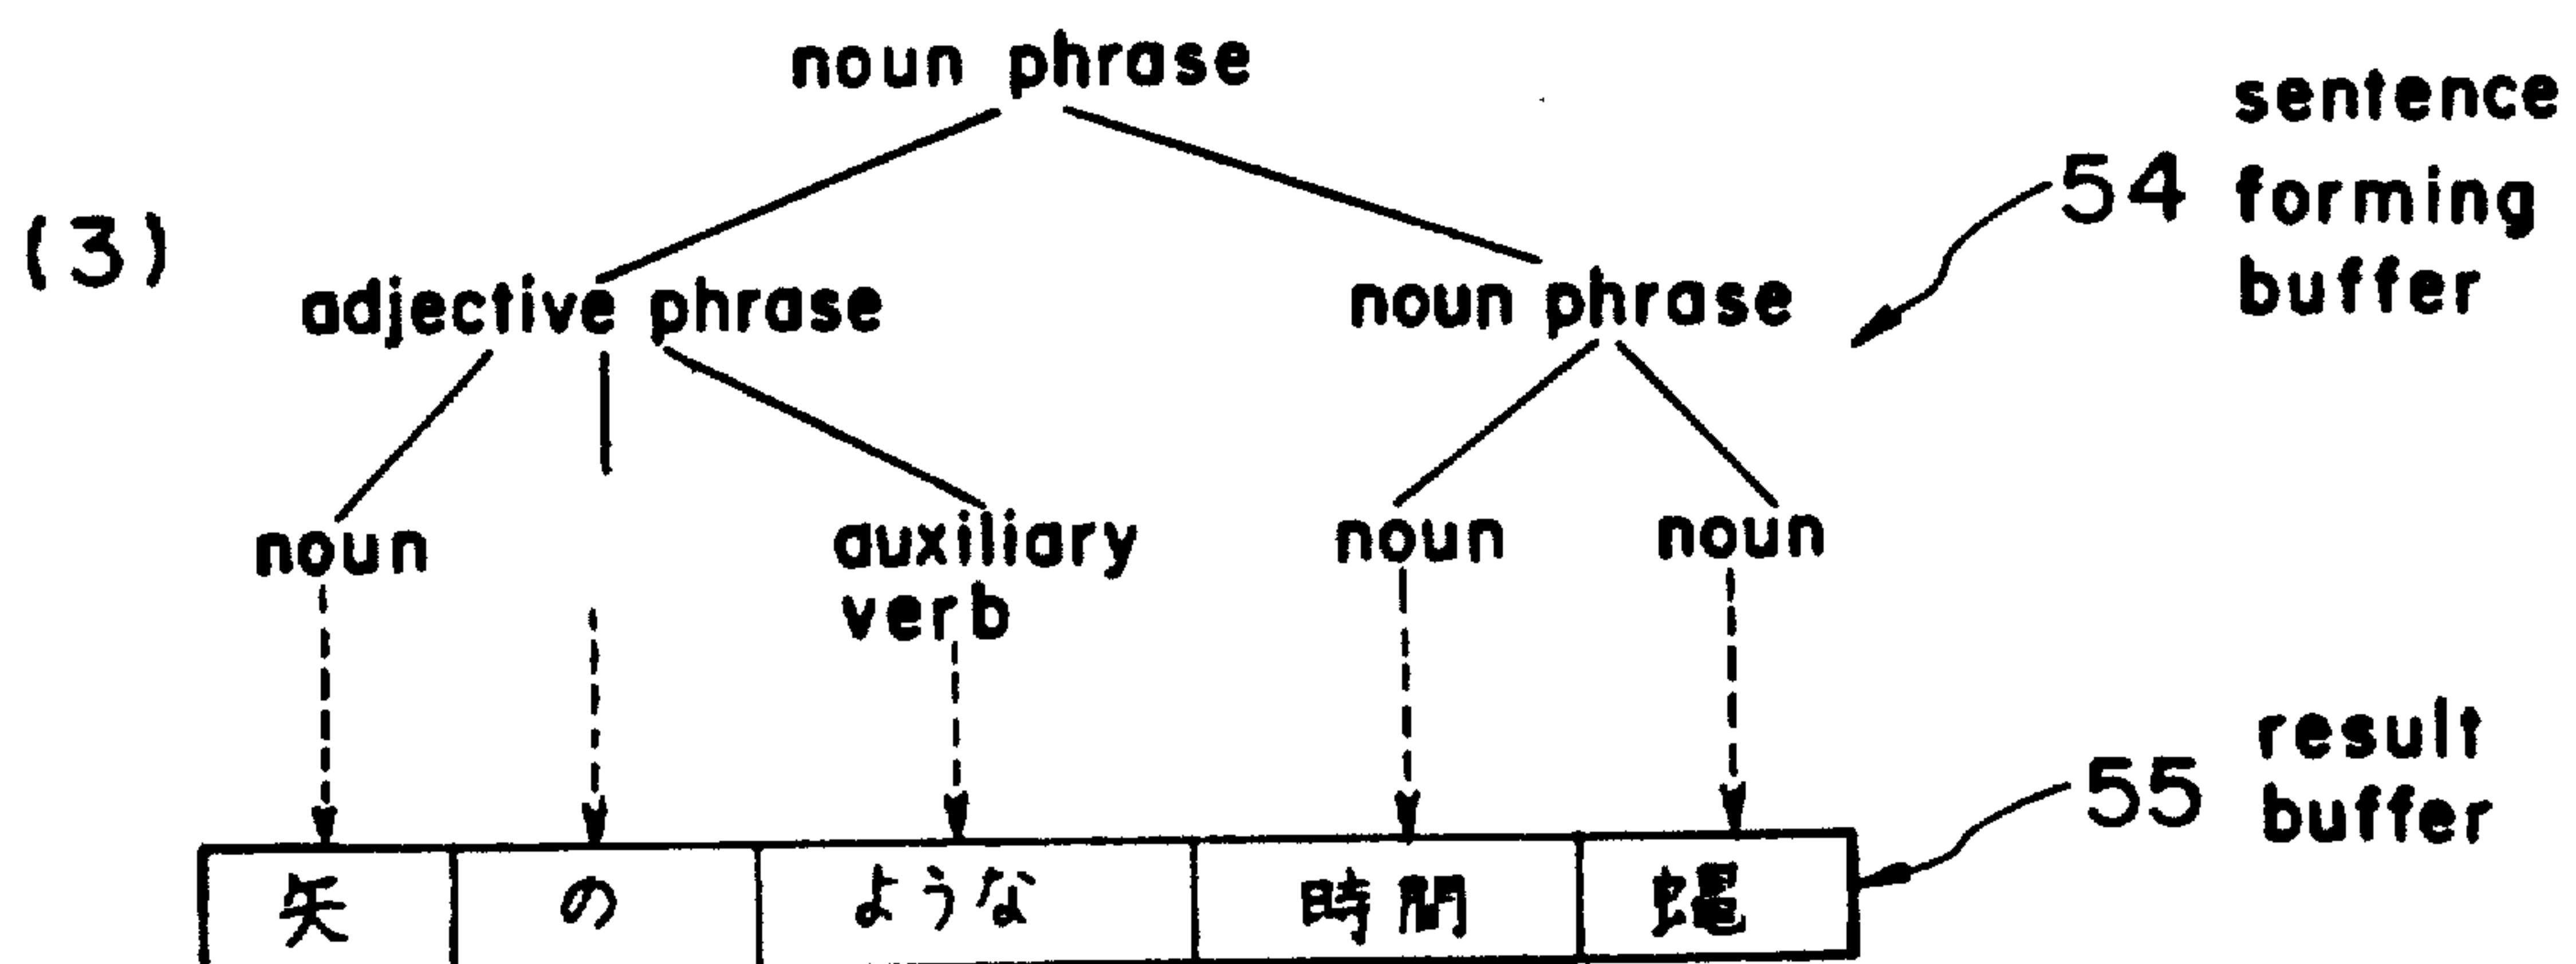 noun phrase
(3)
adjective phrase
noun phrase
54 sentence
forming
buffer
noun
auxiliary
verb
noun
noun
55 result
buffer
矢 の ような 時間 蝿